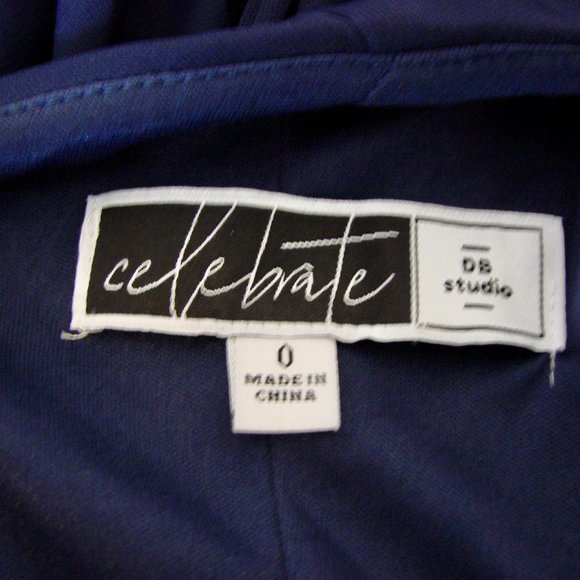 celebrate
DB
studio
0
MADE IN
CHINA